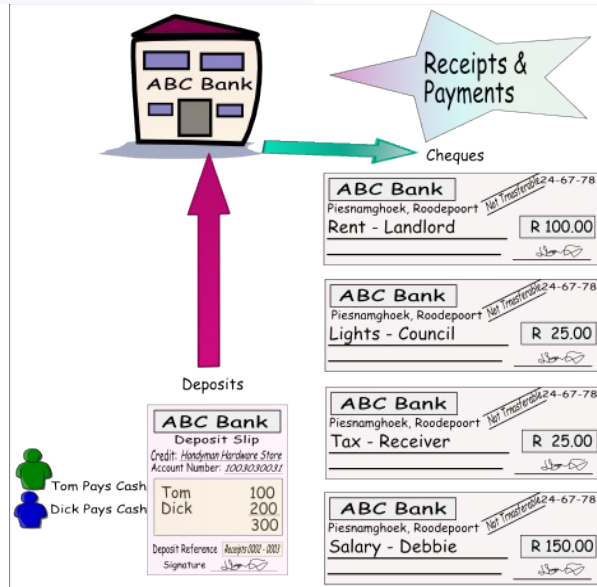 ABC Bank
Receipts &
Payments
Cheques
ABC Bank
Not Trnasferable
24-67-78
Piesnamghoek, Roodepoort
Rent - Landlord
R 100.00
ABC Bank
Not Trnasferable
24-67-78
Piesnamghoek, Roodepoort
Lights - Council
R 25.00
ABC Bank
Not Trnasferable
24-67-78
Piesnamghoek, Roodepoort
Tax - Receiver
R 25.00
ABC Bank
Not Trnasferable
24-67-78
Piesnamghoek, Roodepoort
Salary - Debbie
R 150.00
Deposits
ABC Bank
Deposit Slip
Credit: Handyman Hardware Store
Account Number: 1003030031
Tom 100
Dick 200
300
Deposit Reference Receipts 0002 - 0003
Signature
Tom Pays Cash
Dick Pays Cash